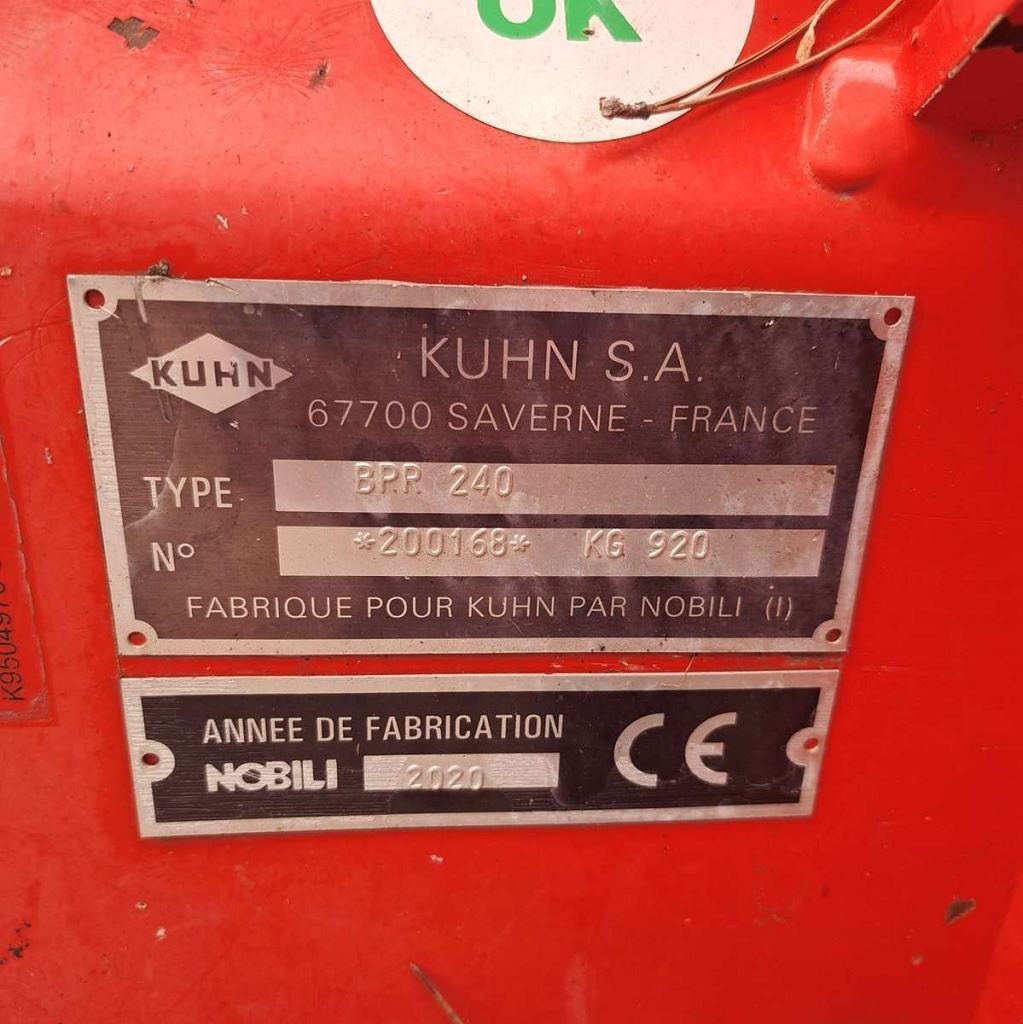 OK
KUHN
KUHN S.A.
67700 SAVERNE - FRANCE
TYPE BPR 240
N° *200168* KG 920
FABRIQUE POUR KUHN PAR NOBILI (I)
ANNEE DE FABRICATION
NOBILI 2020
CE